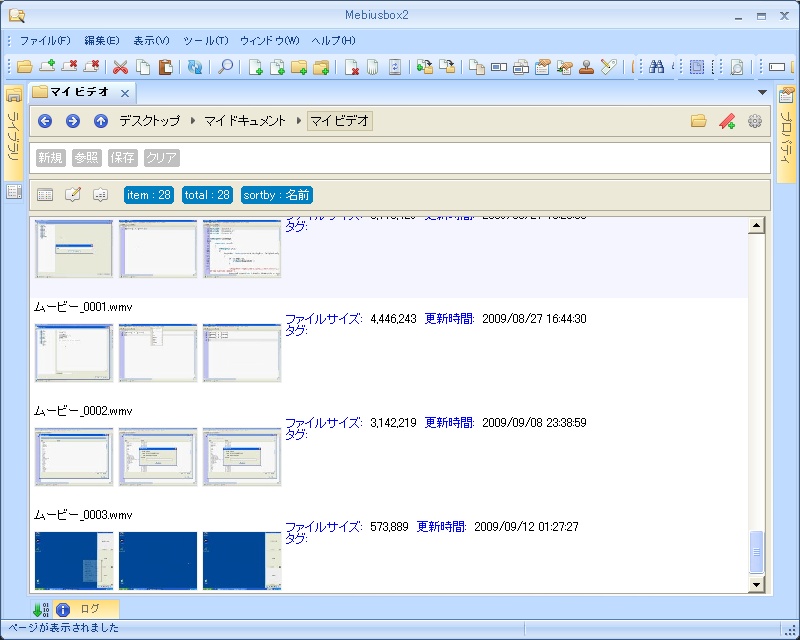 Mebiusbox2
ファイル(F) 編集(E) 表示(V) ツール(T) ウィンドウ(W) ヘルプ(H)
マイ ビデオ
ライブラリ
プロパティ
デスクトップ マイ ドキュメント マイ ビデオ
新規 参照 保存 クリア
item : 28 total : 28 sortby : 名前
タグ:
ムービー_0001.wmv
ファイルサイズ: 4,446,243 更新時間: 2009/08/27 16:44:30
タグ:
ムービー_0002.wmv
ファイルサイズ: 3,142,219 更新時間: 2009/09/08 23:38:59
タグ:
ムービー_0003.wmv
ファイルサイズ: 573,889 更新時間: 2009/09/12 01:27:27
タグ:
ログ
ページが表示されました